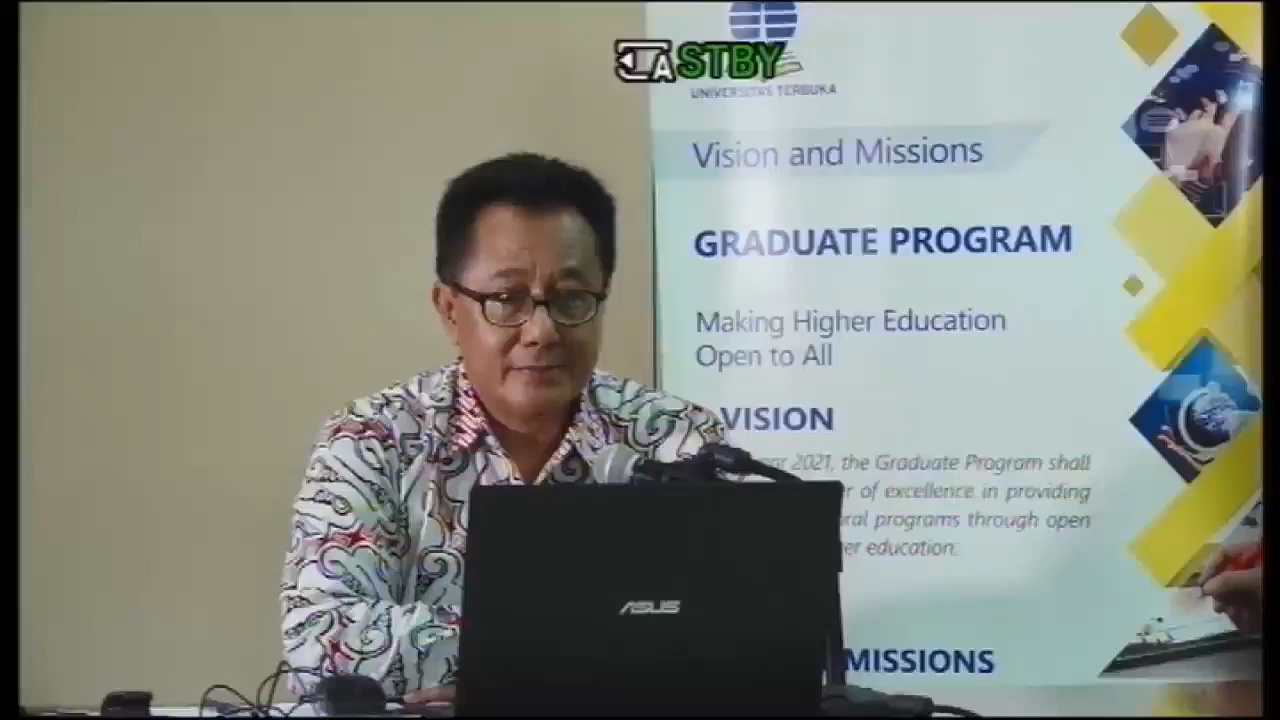 A STBY
UNIVERSITAS TERBUKA
Vision and Missions
GRADUATE PROGRAM
Making Higher Education
Open to All
VISION
2021, the Graduate Program shall
of excellence in providing
programs through open
education.
MISSIONS
ASUS